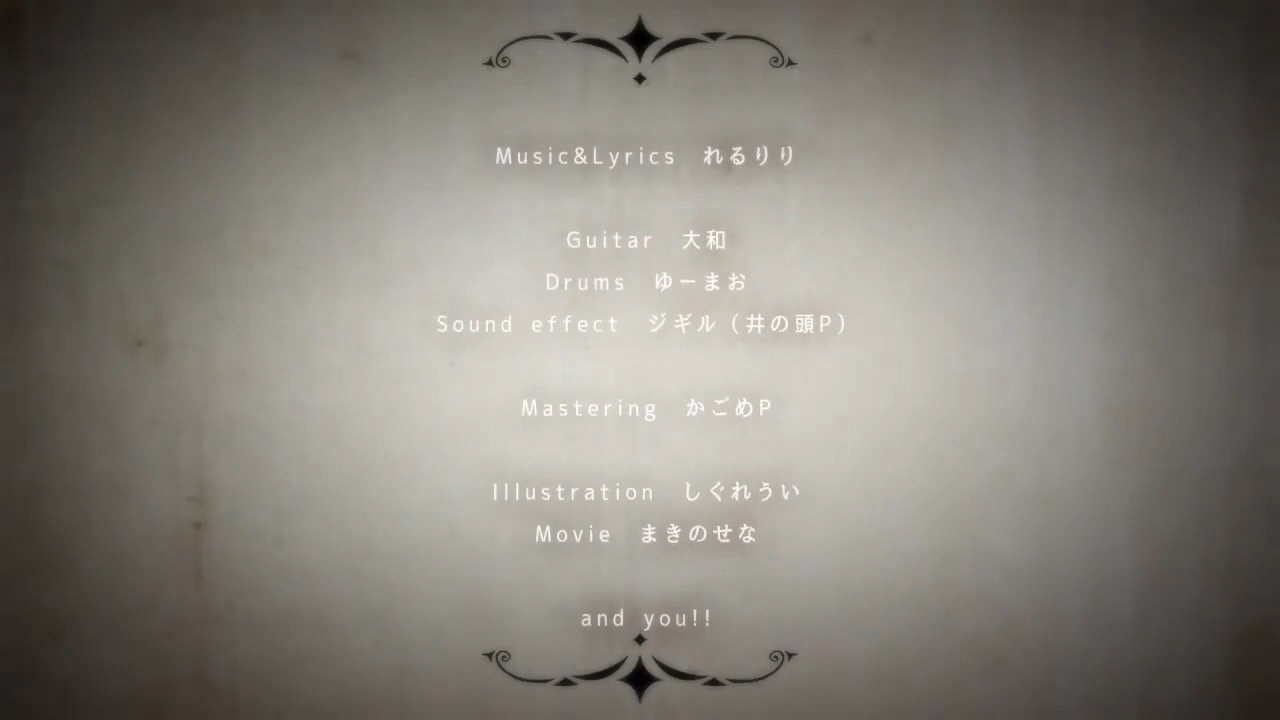 Music&Lyrics　れるりり
Guitar　大和
Drums　ゆーまお
Sound effect　ジギル（井の頭P）
Mastering　かごめP
Illustration　しぐれうい
Movie　まきのせな
and you!!